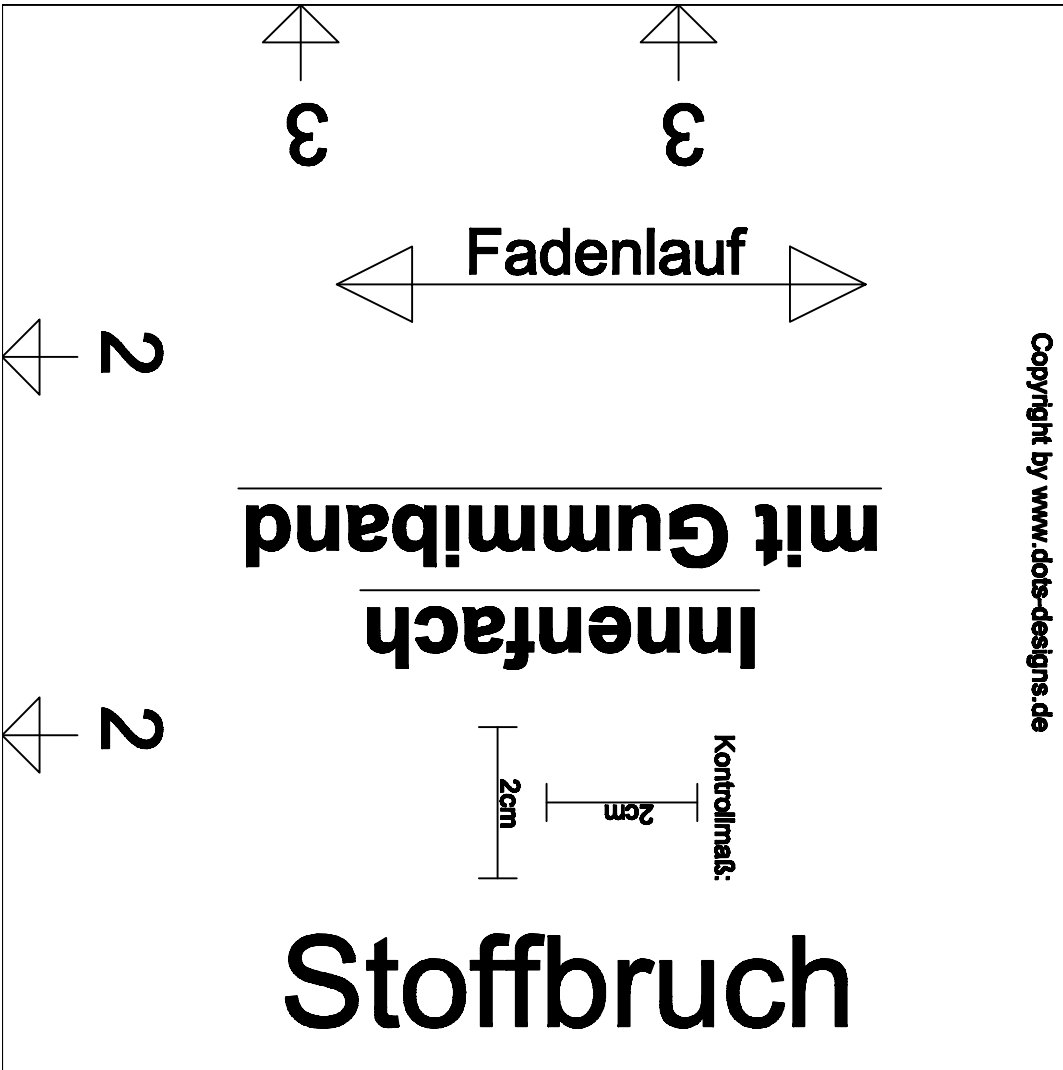 3
3
Fadenlauf
2
Copyright by www.dots-designs.de
Innenfach
mit Gummiband
2
Kontrollmaß:
2cm
2cm
Stoffbruch